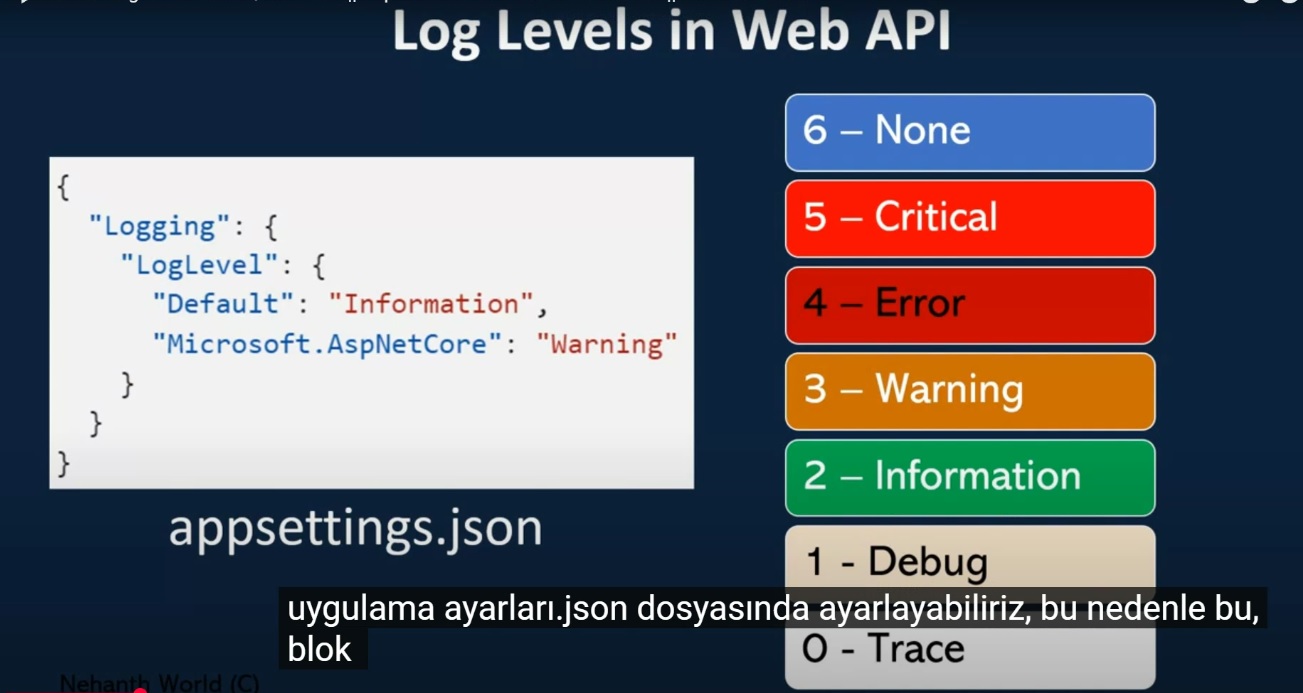 Log Levels in Web API
{
"Logging": {
"LogLevel": {
"Default": "Information",
"Microsoft.AspNetCore": "Warning"
}
}
}
appsettings.json
6 – None
5 – Critical
4 – Error
3 – Warning
2 – Information
1 - Debug
0 - Trace
uygulama ayarları.json dosyasında ayarlayabiliriz, bu nedenle bu,
blok
Nehanth World (C)